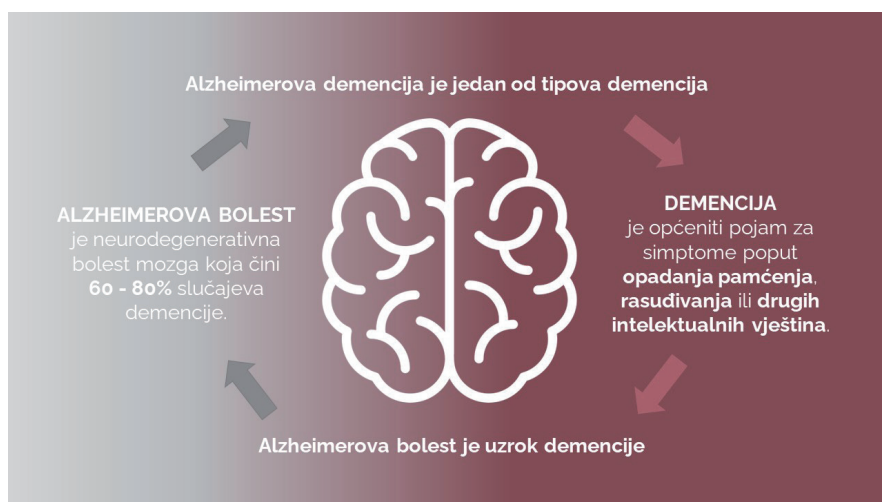 Alzheimerova demencija je jedan od tipova demencija
ALZHEIMEROVA BOLEST
je neurodegenerativna
bolest mozga koja čini
60 - 80% slučajeva
demencije.
DEMENCIJA
je općeniti pojam za
simptome poput
opadanja pamćenja,
rasuđivanja ili drugih
intelektualnih vještina.
Alzheimerova bolest je uzrok demencije